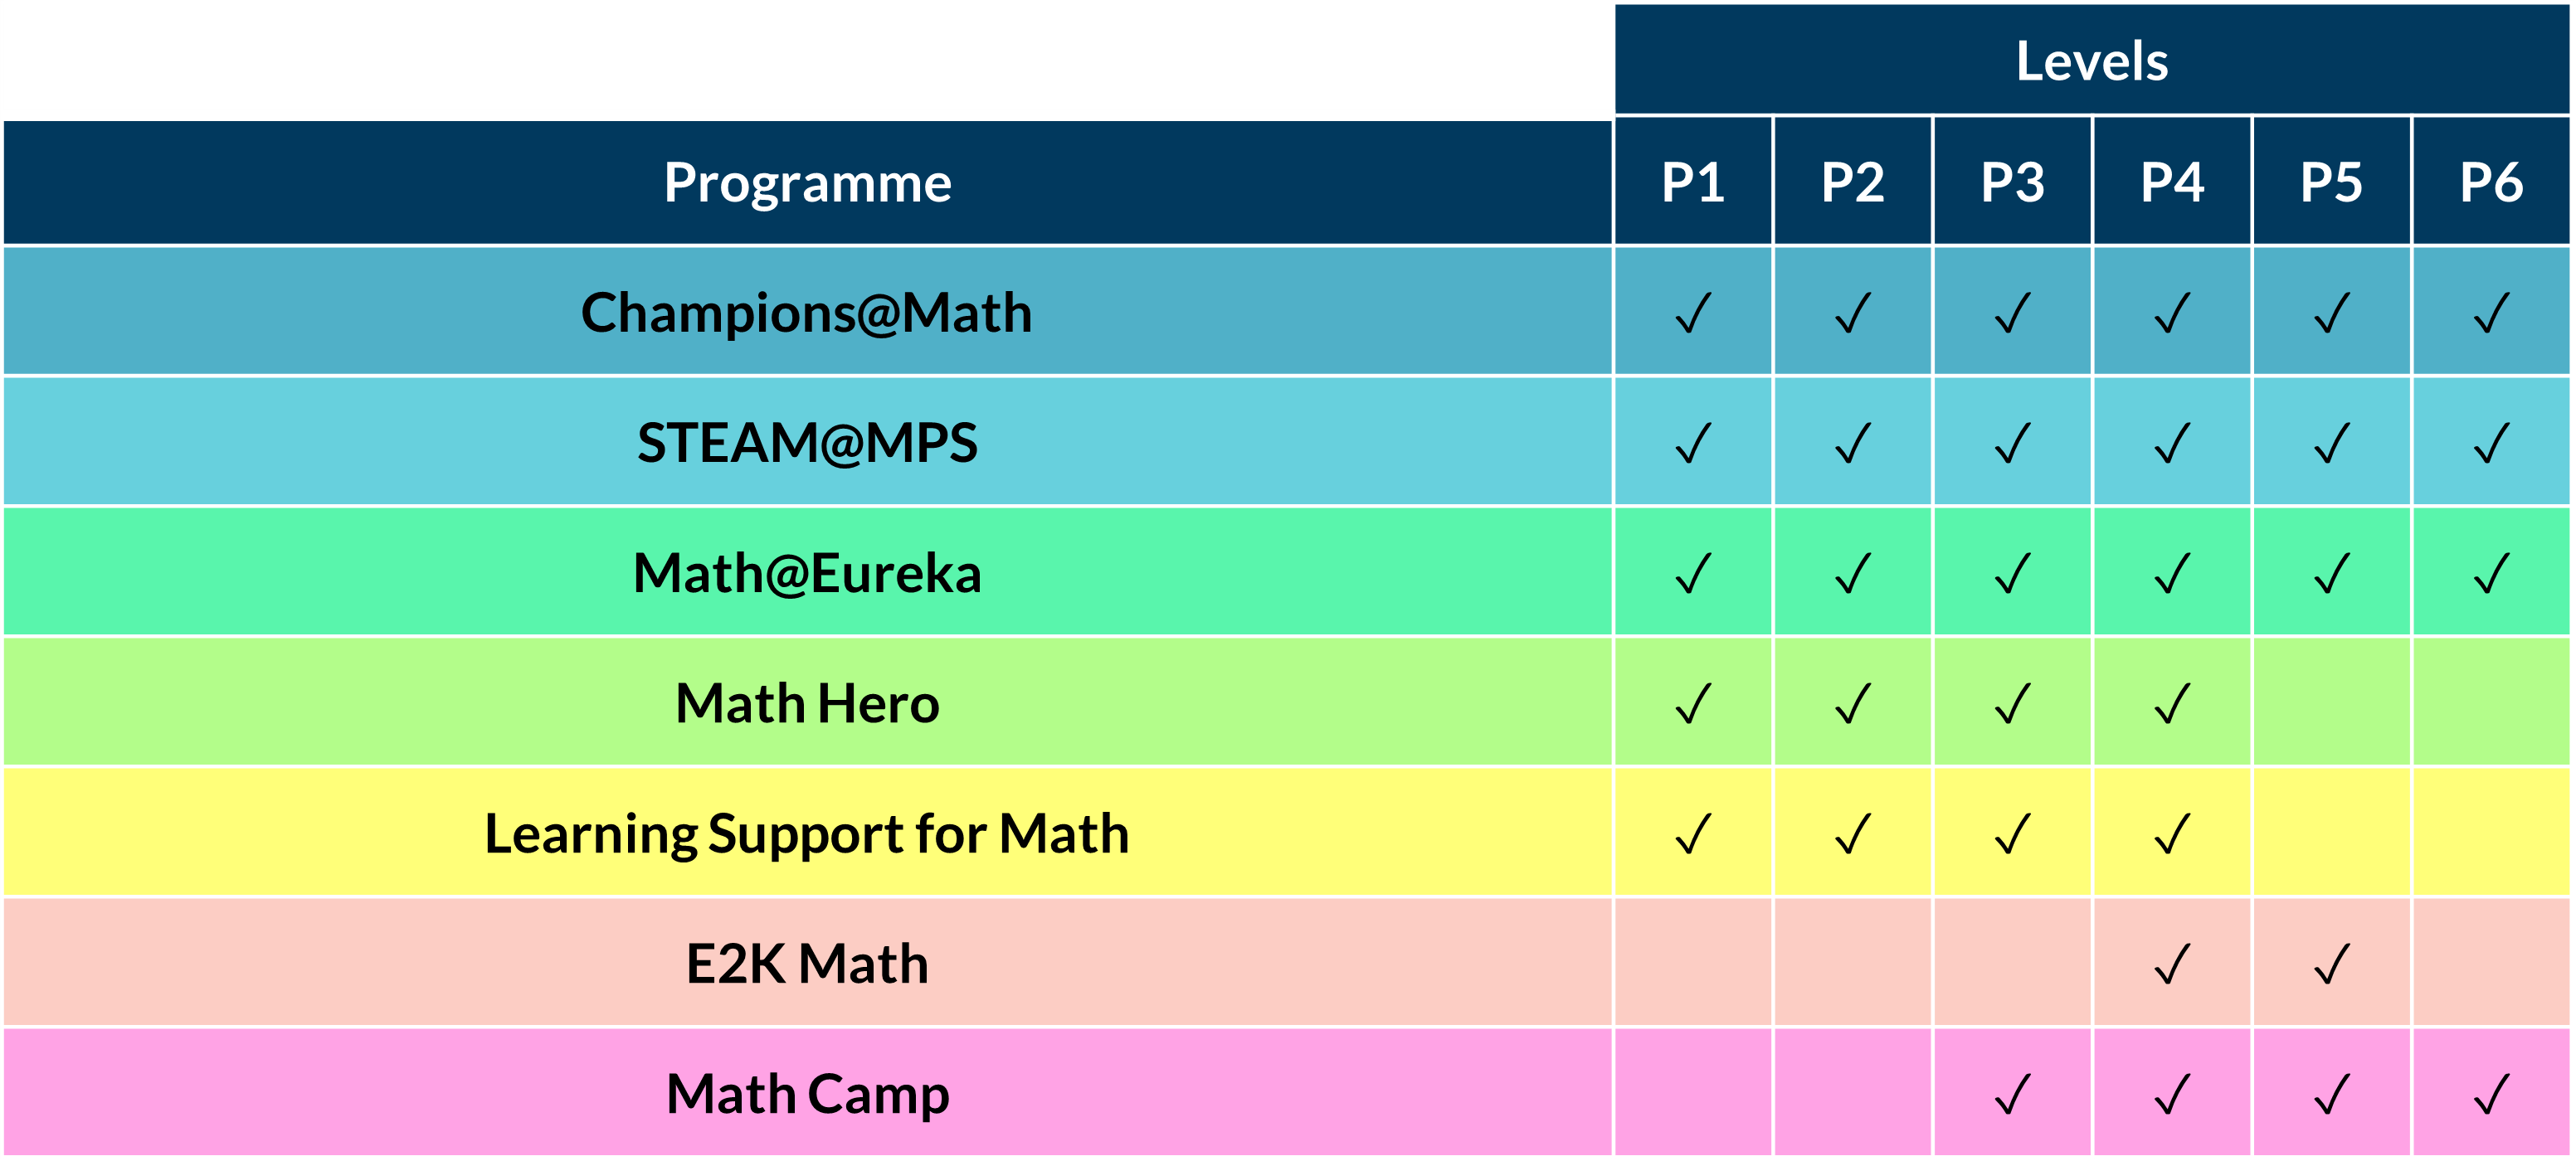 Levels
Programme P1 P2 P3 P4 P5 P6
Champions@Math ✓ ✓ ✓ ✓ ✓ ✓
STEAM@MPS ✓ ✓ ✓ ✓ ✓ ✓
Math@Eureka ✓ ✓ ✓ ✓ ✓ ✓
Math Hero ✓ ✓ ✓ ✓
Learning Support for Math ✓ ✓ ✓ ✓
E2K Math ✓ ✓
Math Camp ✓ ✓ ✓ ✓